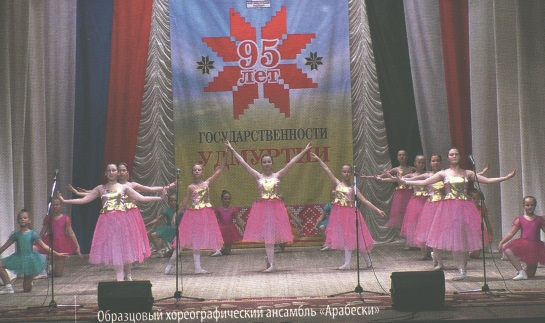 95
лет
ГОСУДАРСТВЕННОСТИ
УДМУРТИИ
Образцовый хореографический ансамбль «Арабески»